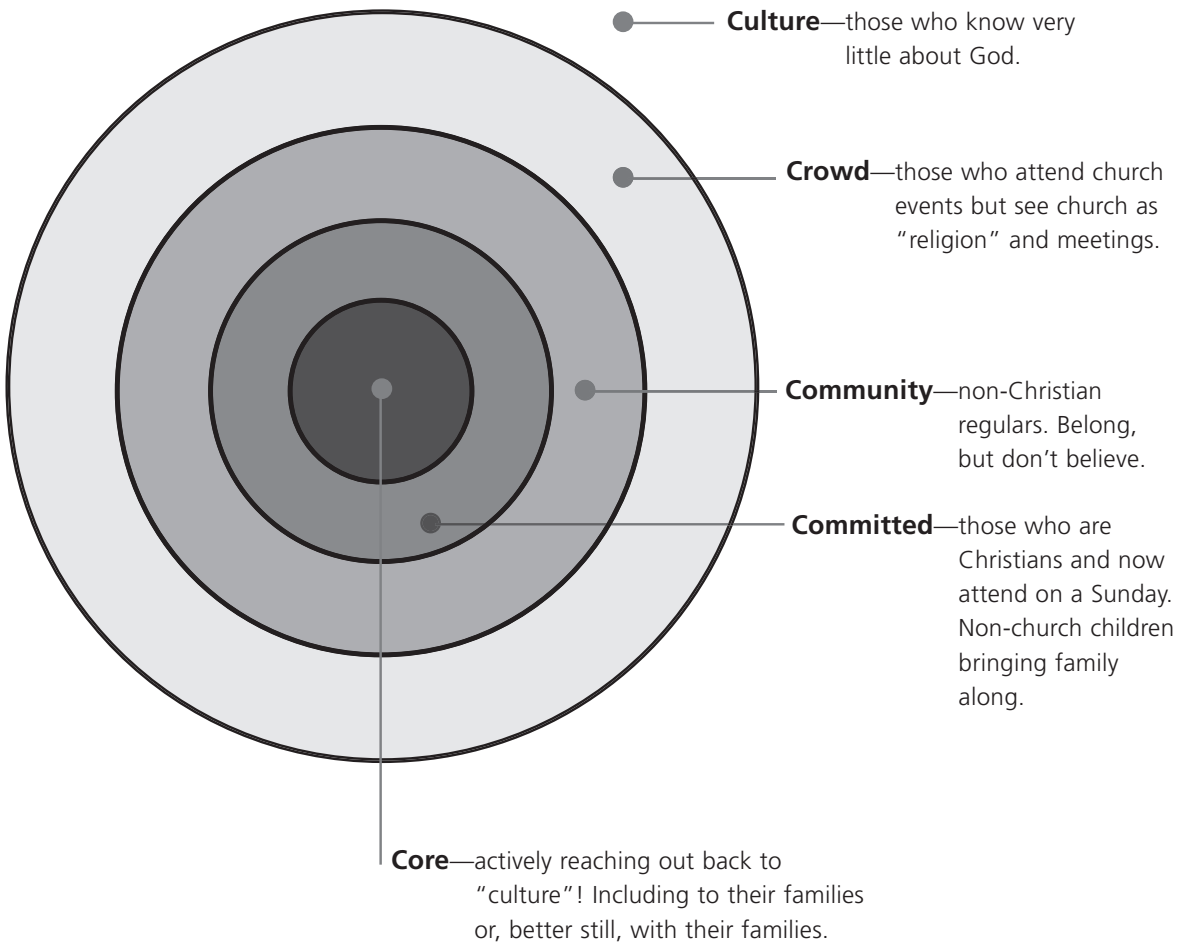 Culture—those who know very
little about God.
Crowd—those who attend church
events but see church as
“religion” and meetings.
Community—non-Christian
regulars. Belong,
but don’t believe.
Committed—those who are
Christians and now
attend on a Sunday.
Non-church children
bringing family
along.
Core—actively reaching out back to
“culture”! Including to their families
or, better still, with their families.